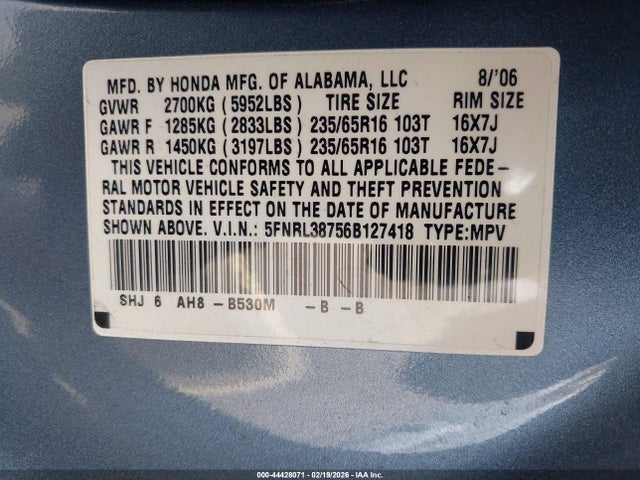 MFD. BY HONDA MFG. OF ALABAMA, LLC 8/'06
GVWR 2700KG (5952LBS) TIRE SIZE RIM SIZE
GAWR F 1285KG (2833LBS) 235/65R16 103T 16X7J
GAWR R 1450KG (3197LBS) 235/65R16 103T 16X7J
THIS VEHICLE CONFORMS TO ALL APPLICABLE FEDE-
RAL MOTOR VEHICLE SAFETY AND THEFT PREVENTION
STANDARDS IN EFFECT ON THE DATE OF MANUFACTURE
SHOWN ABOVE. V.I.N.: 5FNRL38756B127418 TYPE:MPV
SHJ 6 AH8 - B530M - B - B
000-44428071 - 02/19/2026 - IAA Inc.